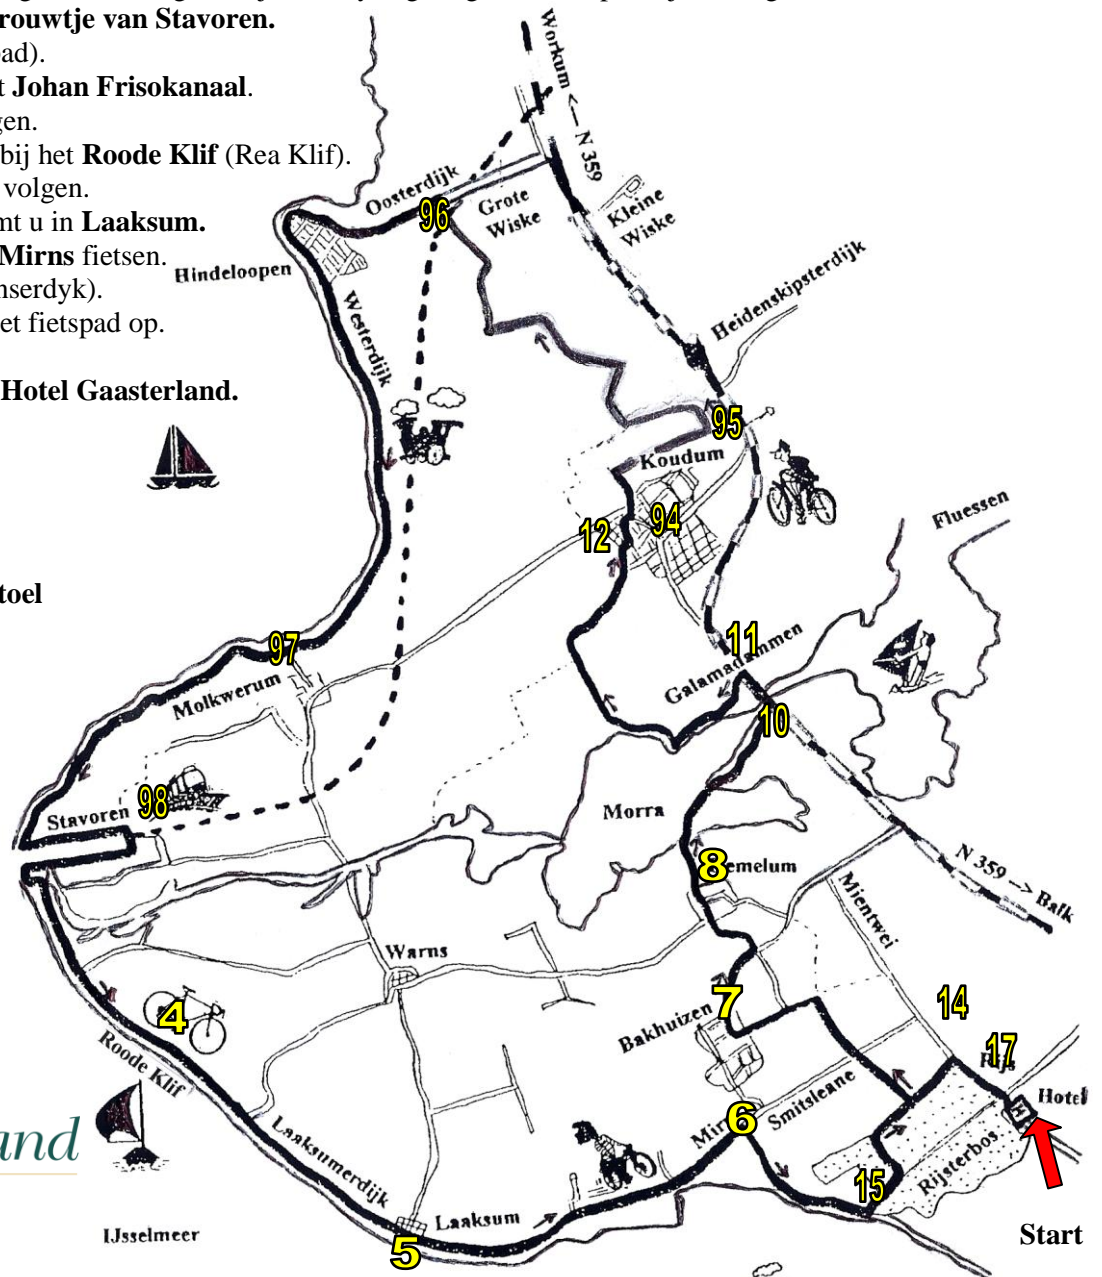 rouwtje van Stavoren.
ad).
t Johan Frisokanaal.
gen.
bij het Roode Klif (Rea Klif).
volgen.
mt u in Laaksum.
Mirns fietsen.
nserdyk).
et fietspad op.
Hotel Gaasterland.
toel
Workum <— N 359
Oosterdijk
96
Grote
Wiske
Kleine
Wiske
Hindeloopen
Heidenskipsterdijk
Westerdijk
95
Koudum
94
12
Fluessen
97
11
Galamadammen
Molkwerum
10
98
Stavoren
Morra
8
emelum
N 359 —> Balk
Mientwei
Warns
4
7
14
Bakhuizen
17
Rijs
Roode Klif
Hotel
H
Smitsleane
6
Mir
Laaksumerdijk
Rijsterbos
15
and
Laaksum
IJsselmeer
5
Start